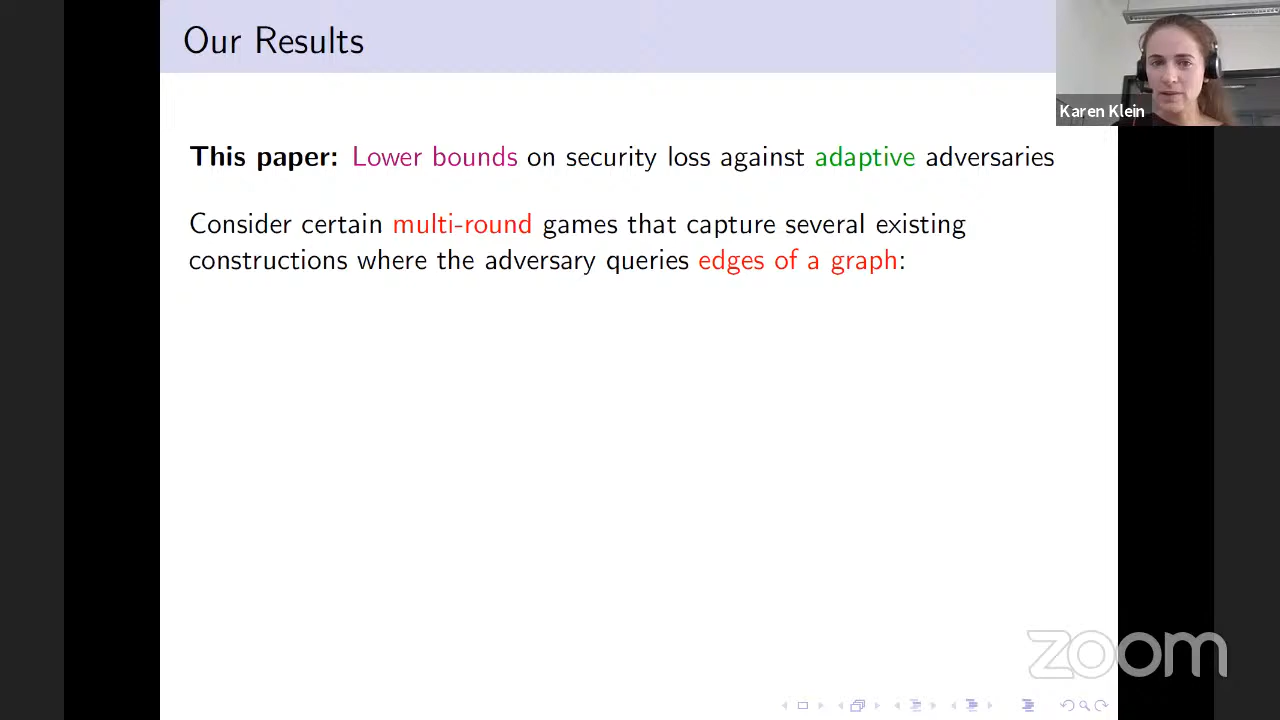 Our Results
Karen Klein
This paper: Lower bounds on security loss against adaptive adversaries
Consider certain multi-round games that capture several existing
constructions where the adversary queries edges of a graph:
zoom